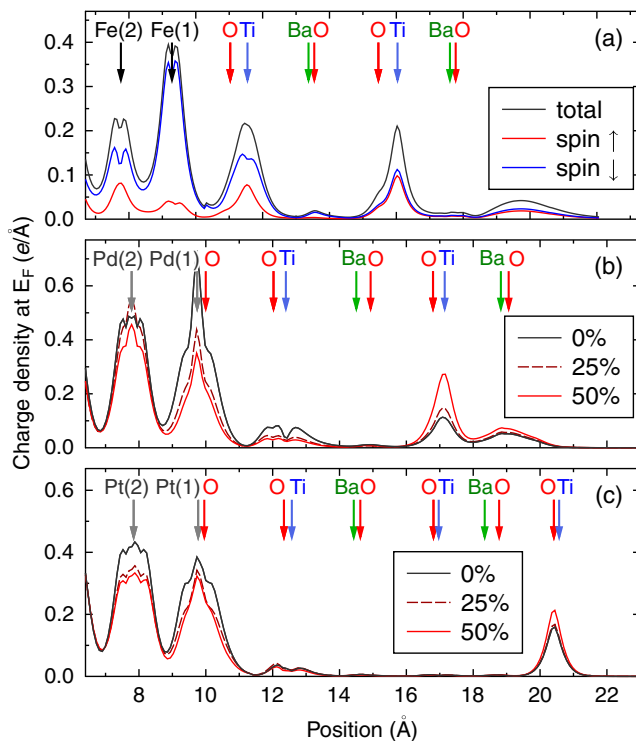 Fe(2) Fe(1) O Ti BaO O Ti BaO (a)
0.4
0.3
0.2
0.1
0.0
total
spin ↑
spin ↓
Pd(2) Pd(1) O O Ti Ba O O Ti Ba O (b)
0.6
0.4
0.2
0.0
0%
25%
50%
Pt(2) Pt(1) O O Ti BaO O Ti Ba O O Ti (c)
0.6
0.4
0.2
0.0
0%
25%
50%
8 10 12 14 16 18 20 22
Position (Å)
Charge density at E_F (e/Å)